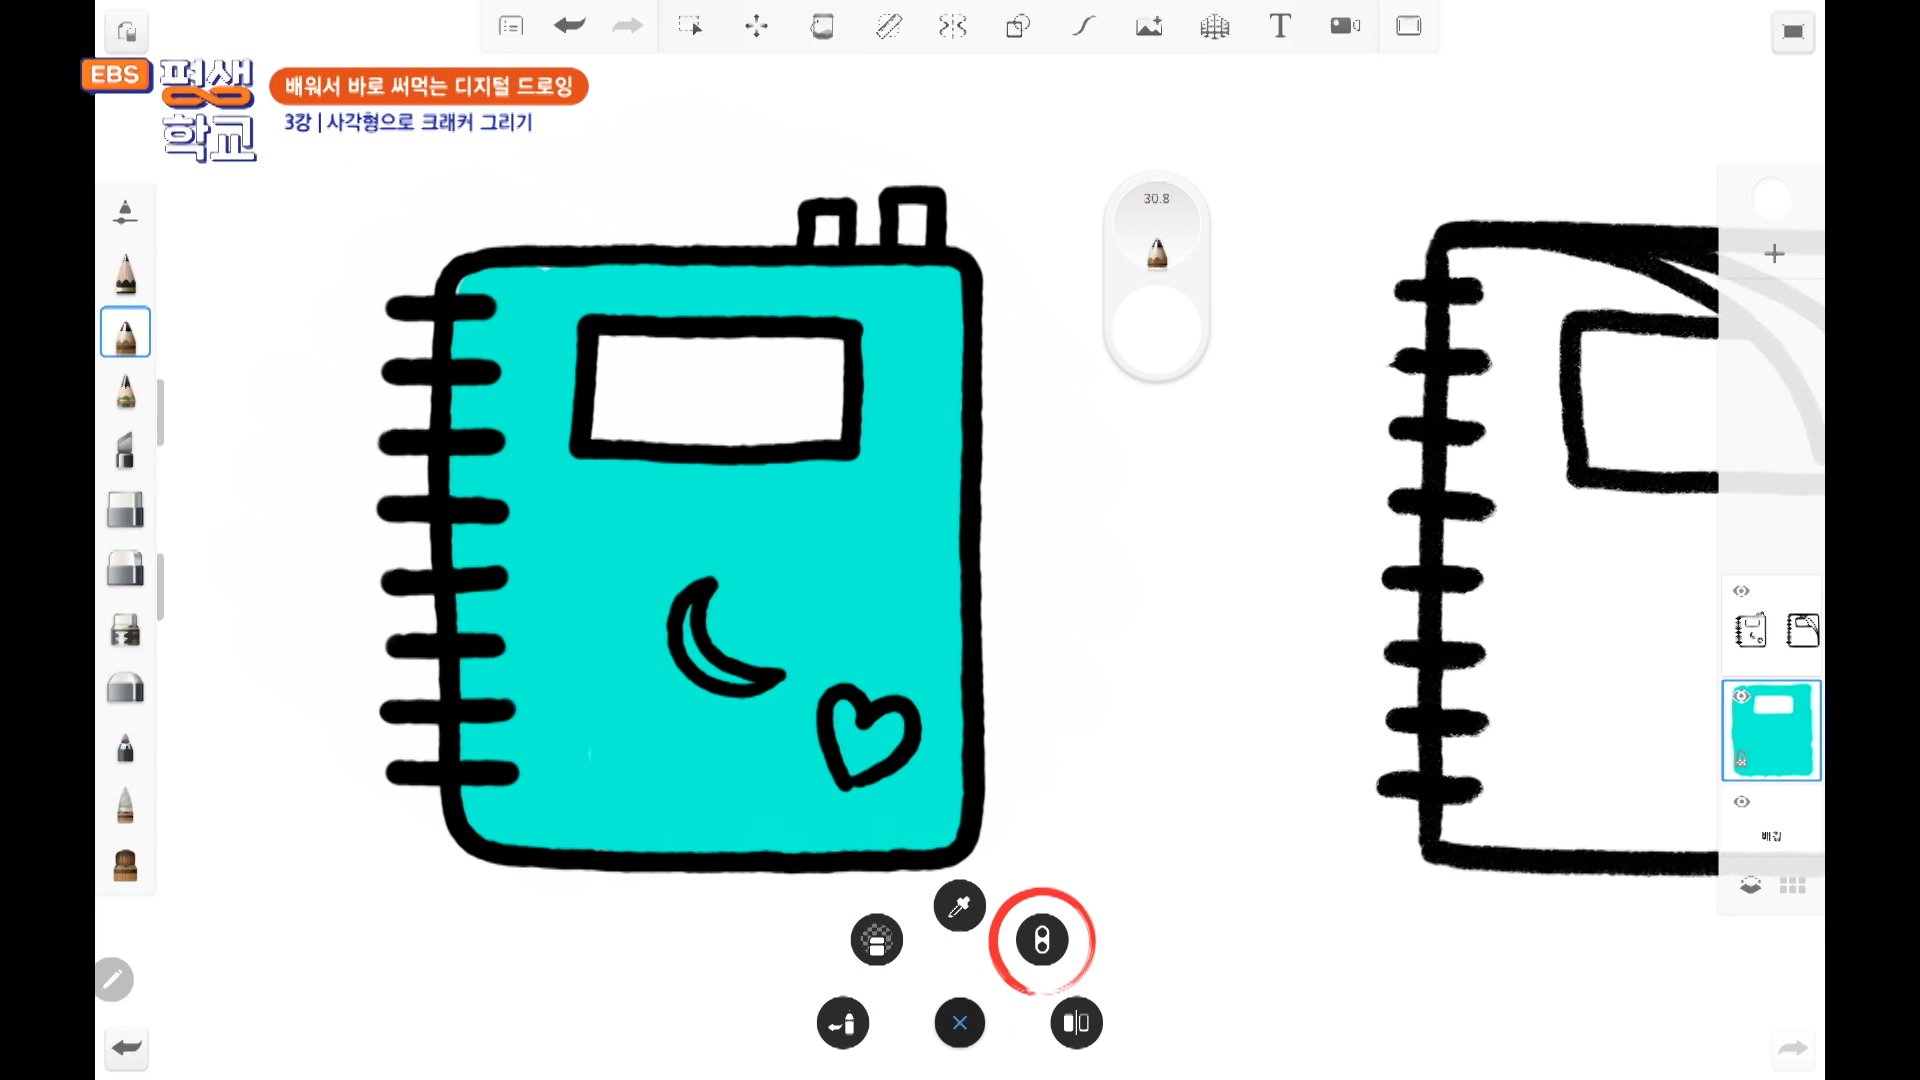 EBS 평생
학교
배워서 바로 써먹는 디지털 드로잉
3강 | 사각형으로 크래커 그리기
30.8
T